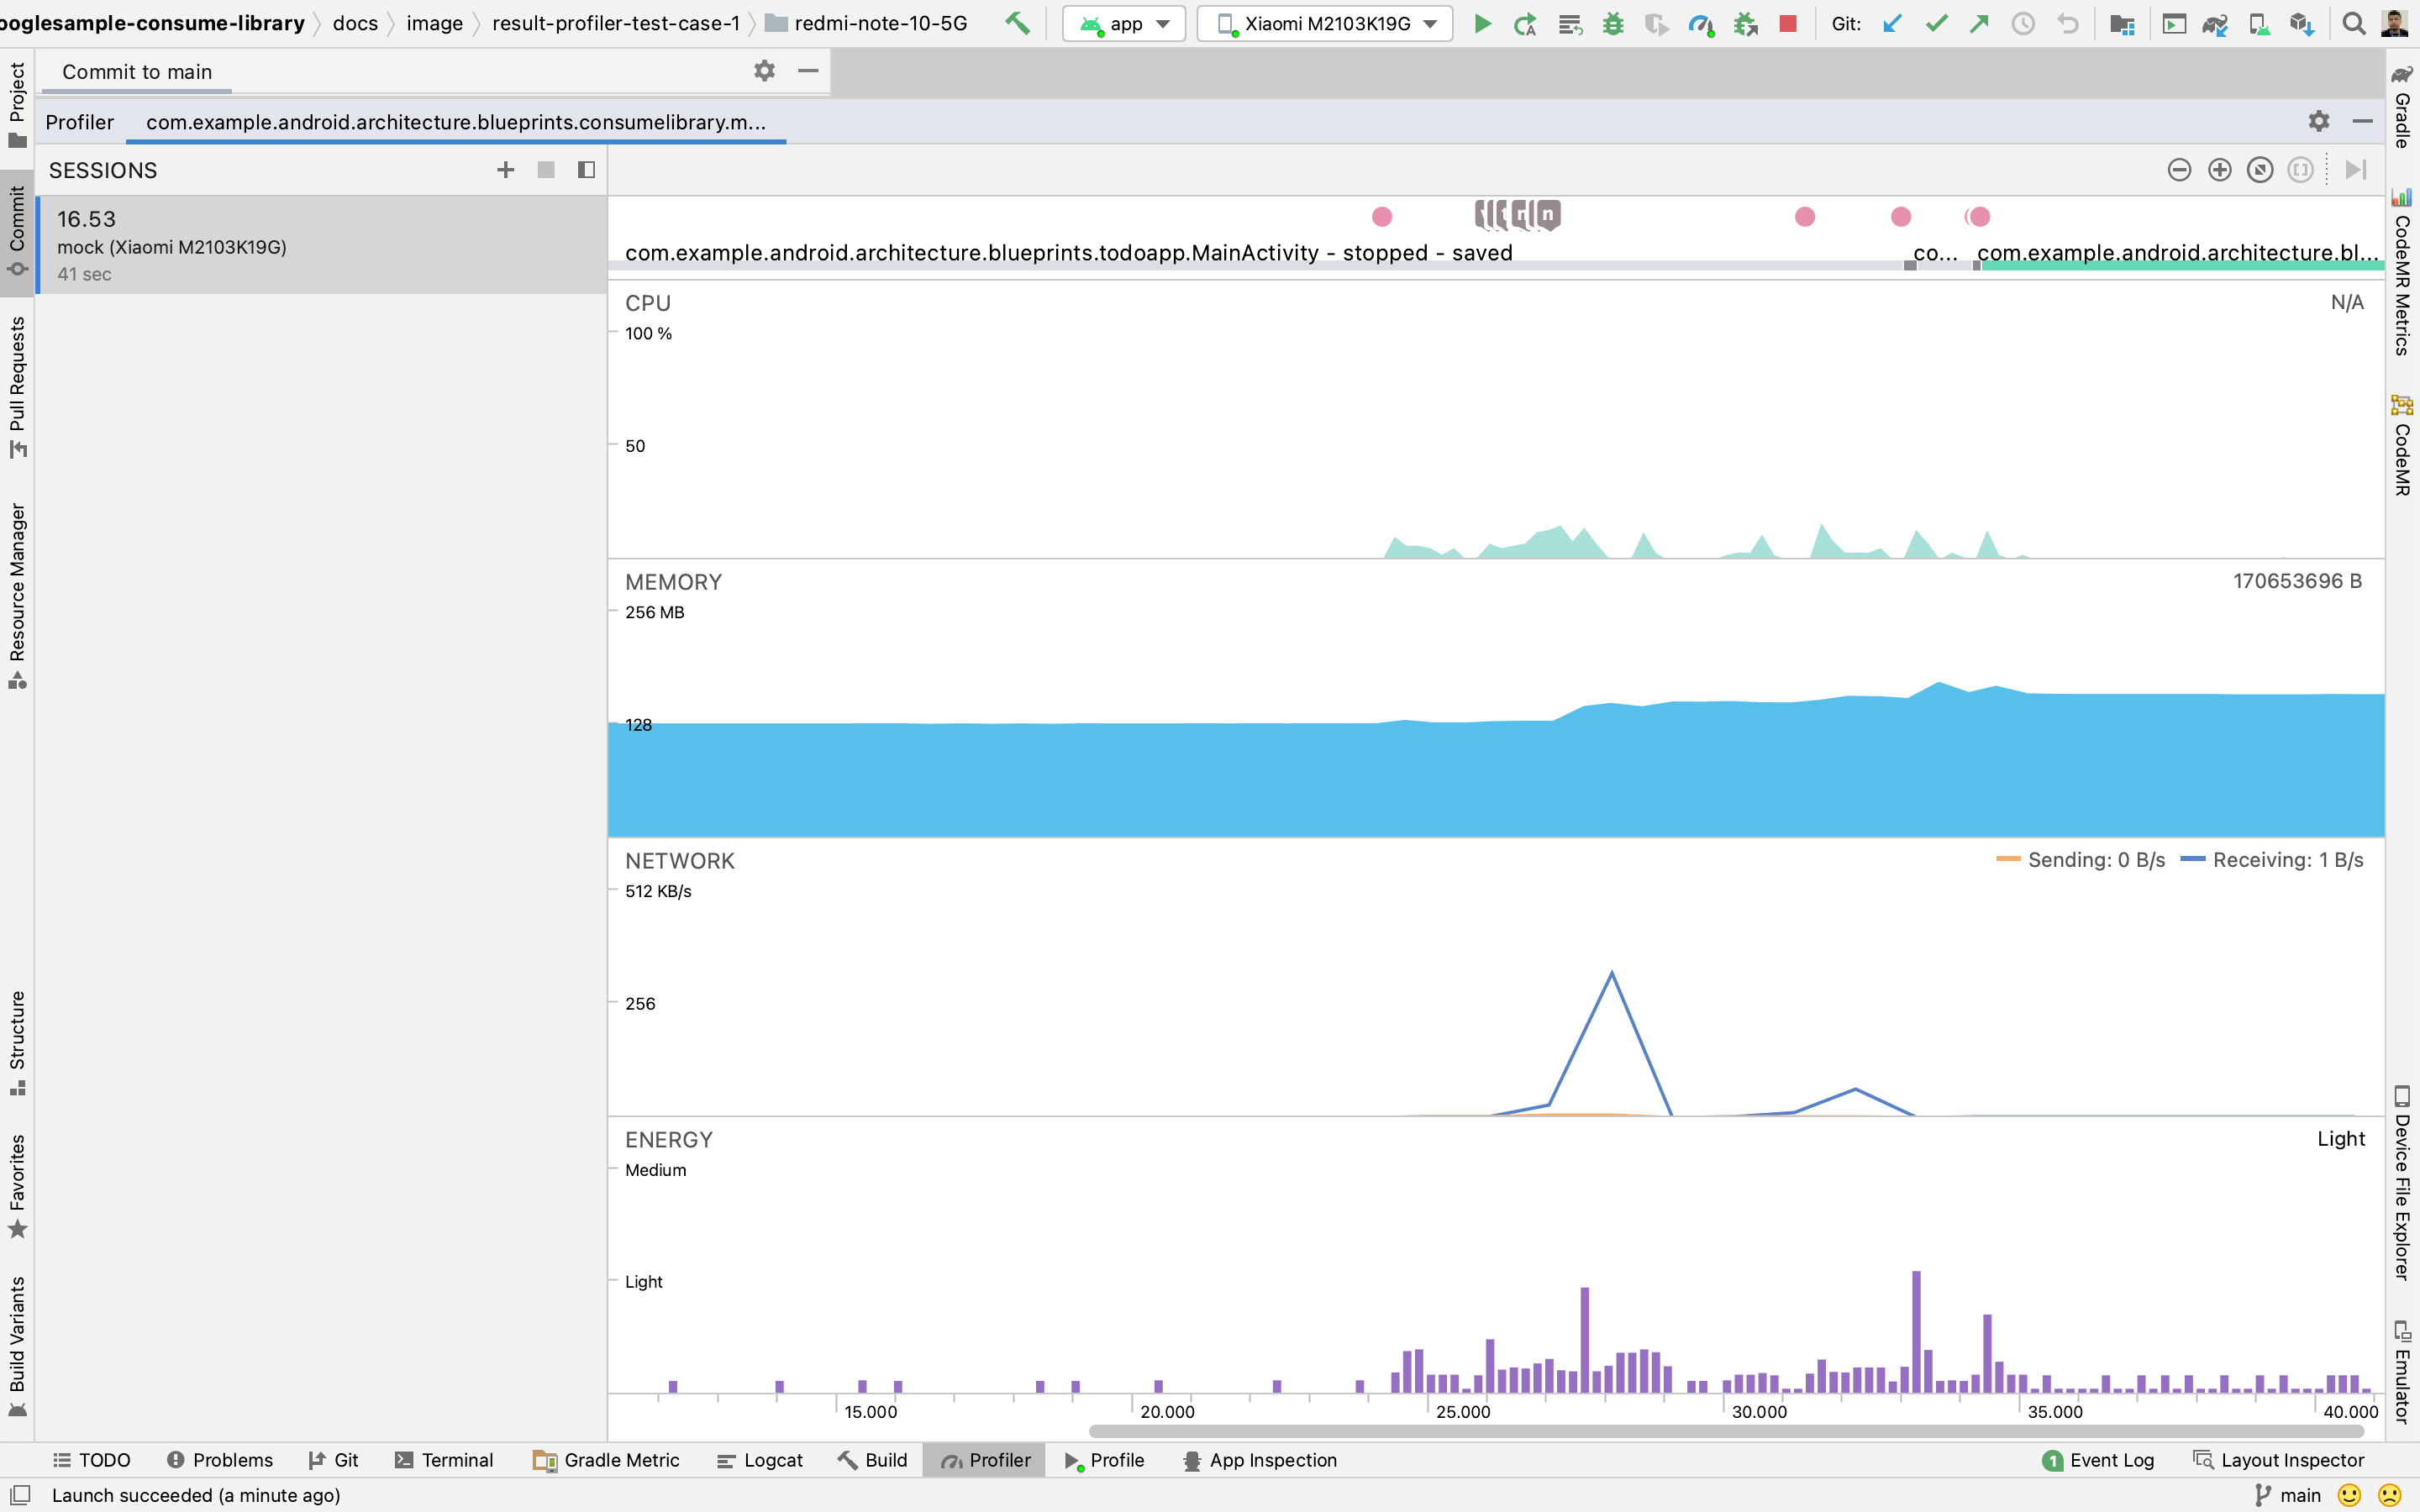 ooglesample-consume-library docs image result-profiler-test-case-1 redmi-note-10-5G app Xiaomi M2103K19G Git:
Commit to main
Profiler com.example.android.architecture.blueprints.consumelibrary.m...
SESSIONS
16.53
mock (Xiaomi M2103K19G)
41 sec
t n n
com.example.android.architecture.blueprints.todoapp.MainActivity - stopped - saved co... com.example.android.architecture.bl...
CPU N/A
100 %
50
MEMORY 170653696 B
256 MB
128
NETWORK Sending: 0 B/s Receiving: 1 B/s
512 KB/s
256
ENERGY Light
Medium
Light
15.000 20.000 25.000 30.000 35.000 40.000
Project
Commit
Pull Requests
Resource Manager
Structure
Favorites
Build Variants
Gradle
CodeMR Metrics
CodeMR
Device File Explorer
Emulator
TODO Problems Git Terminal Gradle Metric Logcat Build Profiler Profile App Inspection 1 Event Log Layout Inspector
Launch succeeded (a minute ago) main